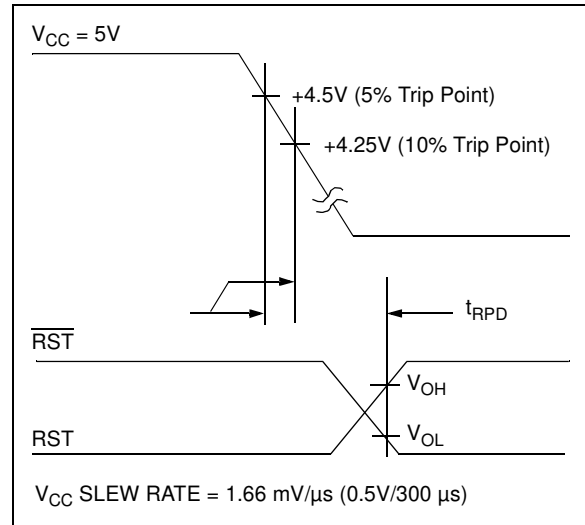 V_CC = 5V
+4.5V (5% Trip Point)
+4.25V (10% Trip Point)
t_RPD
R̅S̅T̅
V_OH
RST
V_OL
V_CC SLEW RATE = 1.66 mV/µs (0.5V/300 µs)